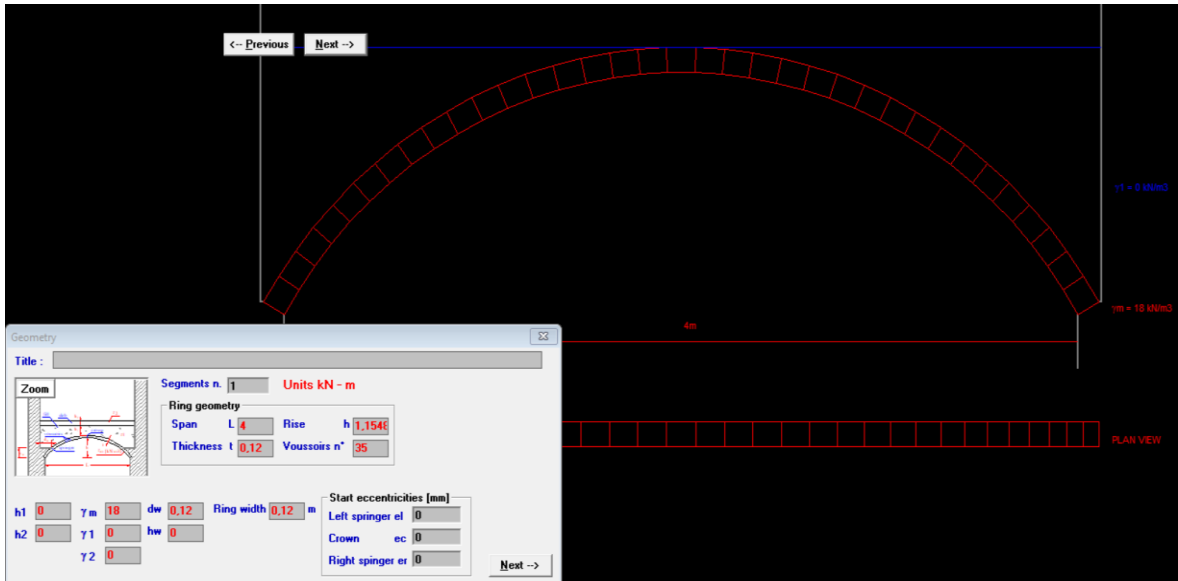 <-- Previous
Next -->
γ1 = 0 kN/m3
γm = 18 kN/m3
4m
PLAN VIEW
Geometry
Title :
Zoom
Segments n. 1 Units kN - m
Ring geometry
Span L 4 Rise h 1,1548
Thickness t 0,12 Voussoirs n° 35
h1 0 γ m 18 dw 0,12 Ring width 0,12 m
h2 0 γ 1 0 hw 0
γ 2 0
Start eccentricities [mm]
Left springer el 0
Crown ec 0
Right spinger er 0
Next -->